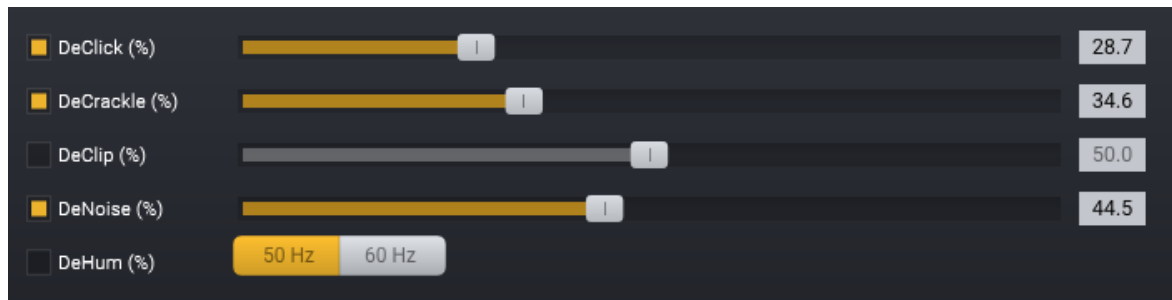 DeClick (%) 28.7
DeCrackle (%) 34.6
DeClip (%) 50.0
DeNoise (%) 44.5
DeHum (%) 50 Hz 60 Hz